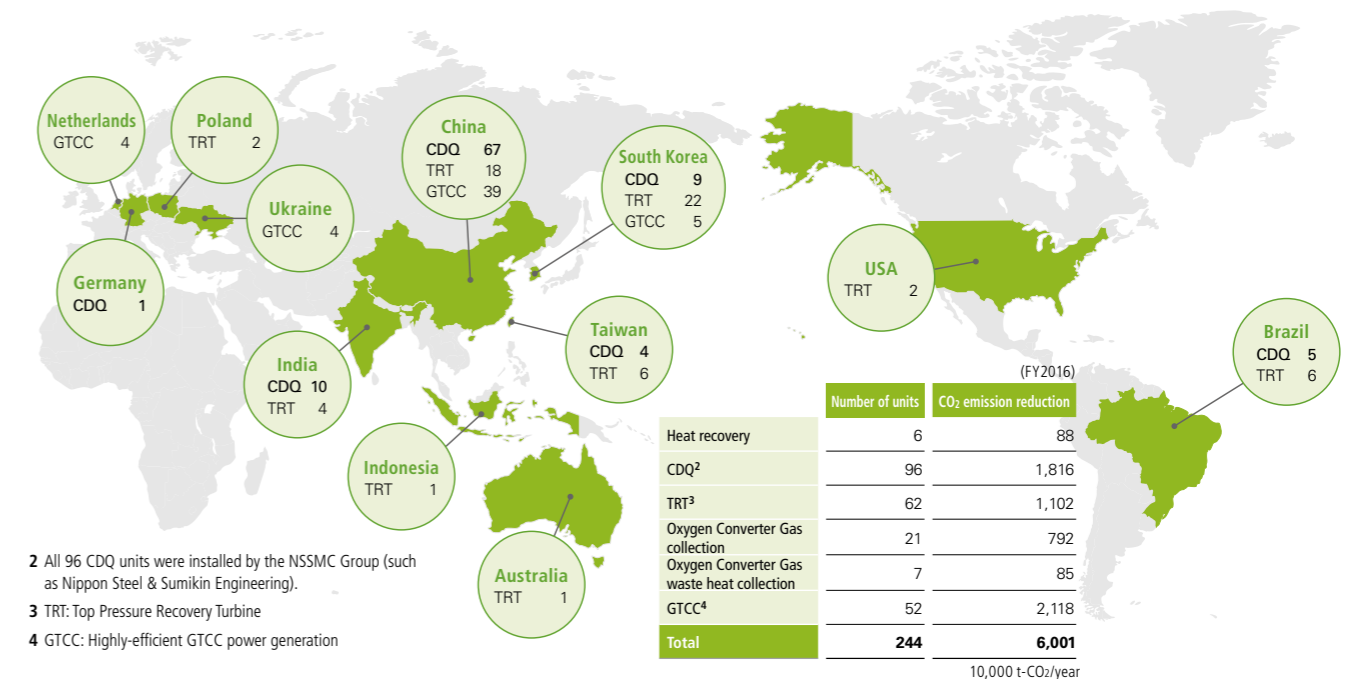 Netherlands
GTCC 4
Poland
TRT 2
Ukraine
GTCC 4
Germany
CDQ 1
China
CDQ 67
TRT 18
GTCC 39
South Korea
CDQ 9
TRT 22
GTCC 5
Taiwan
CDQ 4
TRT 6
India
CDQ 10
TRT 4
Indonesia
TRT 1
Australia
TRT 1
USA
TRT 2
Brazil
CDQ 5
TRT 6
(FY2016)
Number of units CO2 emission reduction
Heat recovery 6 88
CDQ2 96 1,816
TRT3 62 1,102
Oxygen Converter Gas
collection 21 792
Oxygen Converter Gas
waste heat collection 7 85
GTCC4 52 2,118
Total 244 6,001
10,000 t-CO2/year
2 All 96 CDQ units were installed by the NSSMC Group (such
as Nippon Steel & Sumikin Engineering).
3 TRT: Top Pressure Recovery Turbine
4 GTCC: Highly-efficient GTCC power generation